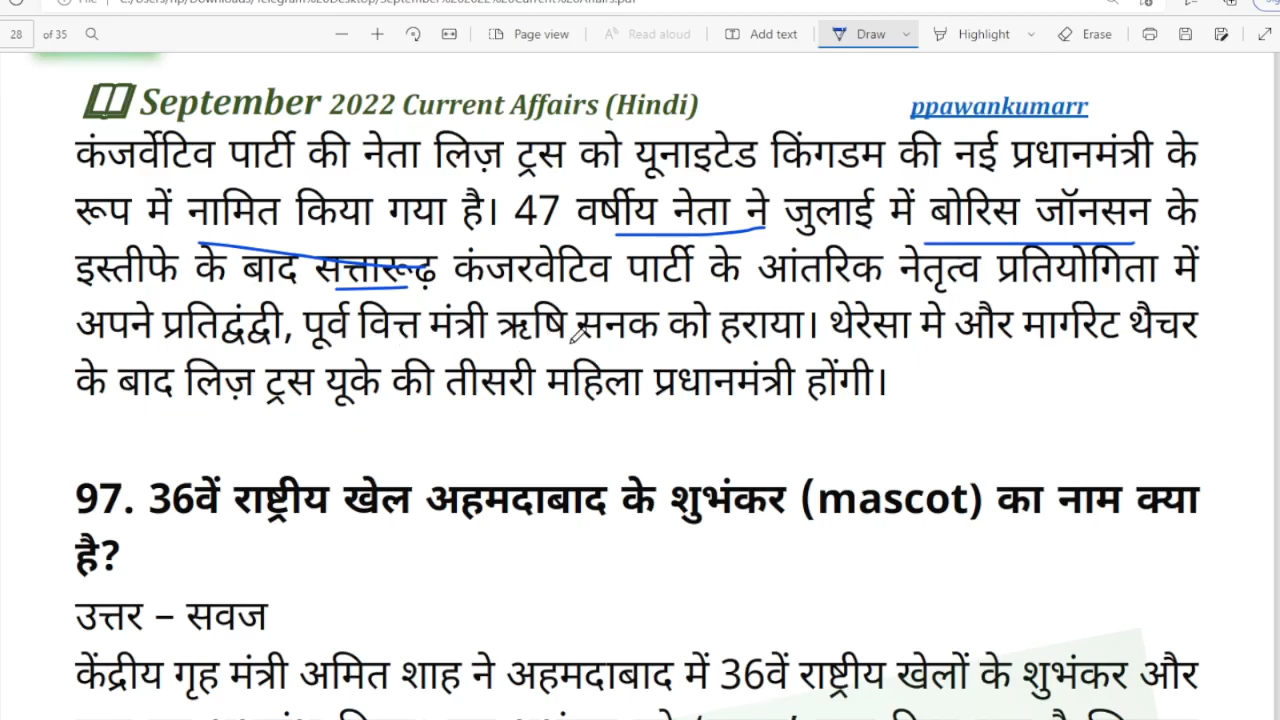 28 of 35 Page view Read aloud Add text Draw Highlight Erase
September 2022 Current Affairs (Hindi) ppawankumarr
कंजर्वेटिव पार्टी की नेता लिज़ ट्रस को यूनाइटेड किंगडम की नई प्रधानमंत्री के
रूप में नामित किया गया है। 47 वर्षीय नेता ने जुलाई में बोरिस जॉनसन के
इस्तीफे के बाद सत्तारूढ़ कंजरवेटिव पार्टी के आंतरिक नेतृत्व प्रतियोगिता में
अपने प्रतिद्वंद्वी, पूर्व वित्त मंत्री ऋषि सनक को हराया। थेरेसा मे और मार्गरेट थैचर
के बाद लिज़ ट्रस यूके की तीसरी महिला प्रधानमंत्री होंगी।
97. 36वें राष्ट्रीय खेल अहमदाबाद के शुभंकर (mascot) का नाम क्या
है?
उत्तर – सवज
केंद्रीय गृह मंत्री अमित शाह ने अहमदाबाद में 36वें राष्ट्रीय खेलों के शुभंकर और